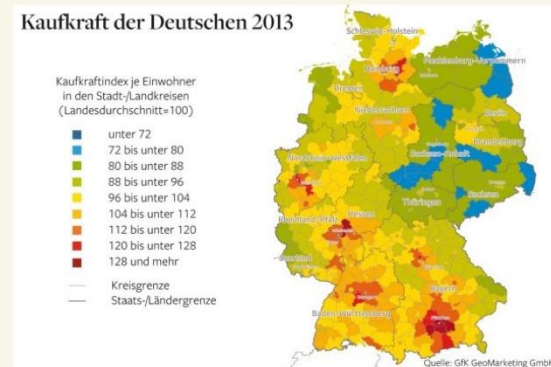 Kaufkraft der Deutschen 2013
Kaufkraftindex je Einwohner
in den Stadt-/Landkreisen
(Landesdurchschnitt=100)
unter 72
72 bis unter 80
80 bis unter 88
88 bis unter 96
96 bis unter 104
104 bis unter 112
112 bis unter 120
120 bis unter 128
128 und mehr
Kreisgrenze
Staats-/Ländergrenze
Schleswig-Holstein
Mecklenburg-Vorpommern
Hamburg
Bremen
Niedersachsen
Berlin
Brandenburg
Sachsen-Anhalt
Nordrhein-Westfalen
Sachsen
Thüringen
Hessen
Rheinland-Pfalz
Saarland
Bayern
Baden-Württemberg
Quelle: GfK GeoMarketing GmbH